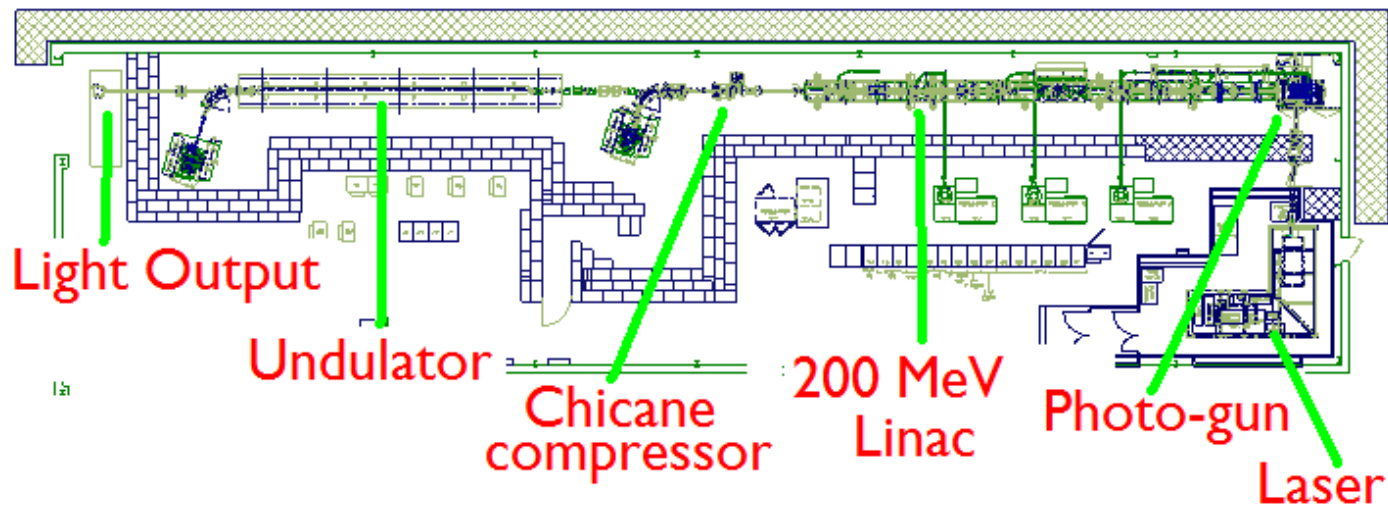 Light Output
Undulator
Chicane
compressor
200 MeV
Linac
Photo-gun
Laser